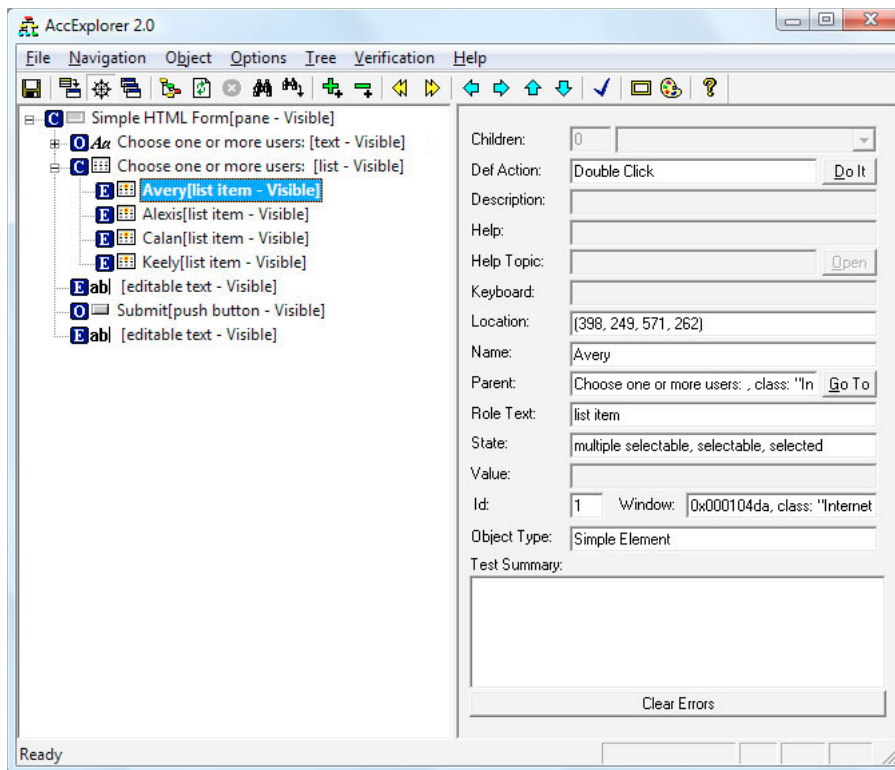 AccExplorer 2.0
File Navigation Object Options Tree Verification Help
C Simple HTML Form[pane - Visible]
O Aa Choose one or more users: [text - Visible]
C Choose one or more users: [list - Visible]
E Avery[list item - Visible]
E Alexis[list item - Visible]
E Calan[list item - Visible]
E Keely[list item - Visible]
E ab [editable text - Visible]
O Submit[push button - Visible]
E ab [editable text - Visible]
Children: 0
Def Action: Double Click Do It
Description:
Help:
Help Topic: Open
Keyboard:
Location: (398, 249, 571, 262)
Name: Avery
Parent: Choose one or more users: , class: "In Go To
Role Text: list item
State: multiple selectable, selectable, selected
Value:
Id: 1 Window: 0x000104da, class: "Internet
Object Type: Simple Element
Test Summary:
Clear Errors
Ready